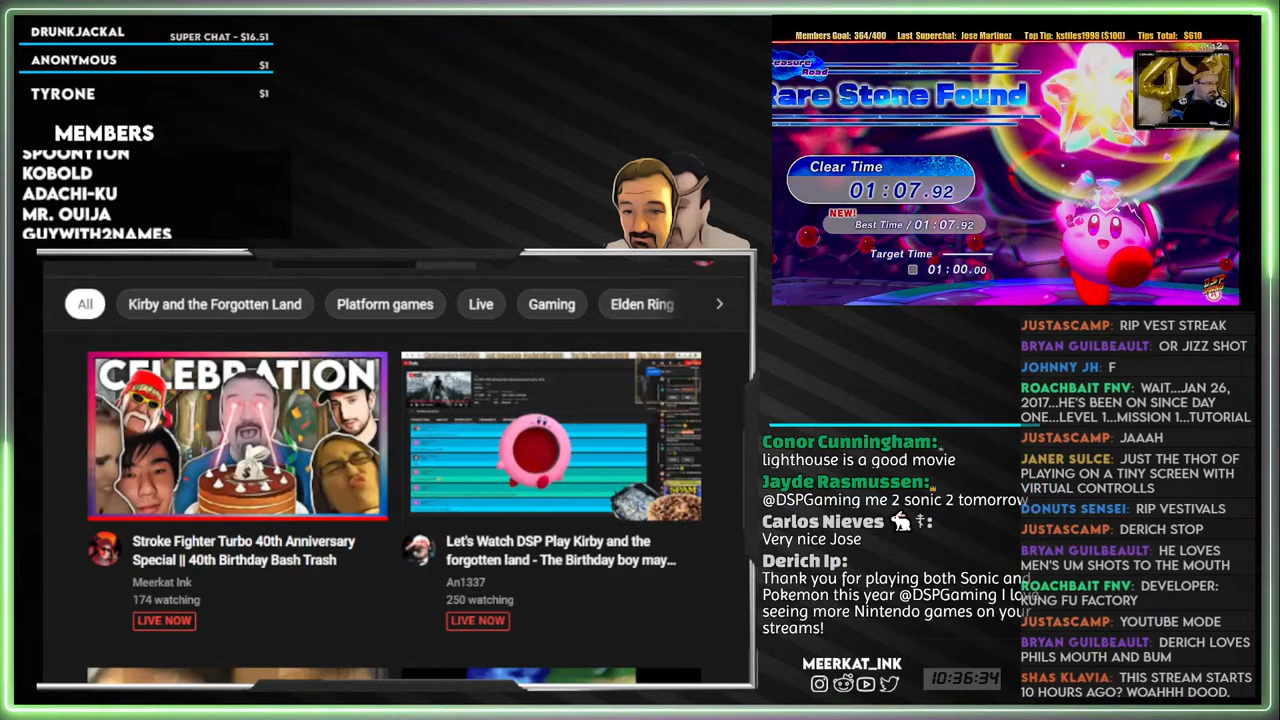 DRUNKJACKAL
SUPER CHAT - $16.51
ANONYMOUS
$1
TYRONE
$1
MEMBERS
SPOONYTON
KOBOLD
ADACHI-KU
MR. OUIJA
GUYWITH2NAMES
Members Goal: 364/400 Last Superchat: Jose Martinez Top Tip: kstiles1998 ($100) Tips Total: $610
Treasure
Road
Rare Stone Found
Clear Time
01:07.92
NEW!
Best Time / 01:07.92
Target Time
01:00.00
DSP
All
Kirby and the Forgotten Land
Platform games
Live
Gaming
Elden Ring
CELEBRATION
SPAM
Stroke Fighter Turbo 40th Anniversary
Special || 40th Birthday Bash Trash
Meerkat Ink
174 watching
LIVE NOW
Let's Watch DSP Play Kirby and the
forgotten land - The Birthday boy may...
An1337
250 watching
LIVE NOW
Conor Cunningham:
lighthouse is a good movie
Jayde Rasmussen:
@DSPGaming me 2 sonic 2 tomorrow
Carlos Nieves 🐇☦:
Very nice Jose
Derich Ip:
Thank you for playing both Sonic and
Pokemon this year @DSPGaming I love
seeing more Nintendo games on your
streams!
MEERKAT_INK
10:36:34
JUSTASCAMP: RIP VEST STREAK
BRYAN GUILBEAULT: OR JIZZ SHOT
JOHNNY JH: F
ROACHBAIT FNV: WAIT...JAN 26,
2017...HE'S BEEN ON SINCE DAY
ONE...LEVEL 1...MISSION 1...TUTORIAL
JUSTASCAMP: JAAAH
JANER SULCE: JUST THE THOT OF
PLAYING ON A TINY SCREEN WITH
VIRTUAL CONTROLLS
DONUTS SENSEI: RIP VESTIVALS
JUSTASCAMP: DERICH STOP
BRYAN GUILBEAULT: HE LOVES
MEN'S UM SHOTS TO THE MOUTH
ROACHBAIT FNV: DEVELOPER:
KUNG FU FACTORY
JUSTASCAMP: YOUTUBE MODE
BRYAN GUILBEAULT: DERICH LOVES
PHILS MOUTH AND BUM
SHAS KLAVIA: THIS STREAM STARTS
10 HOURS AGO? WOAHHH DOOD.